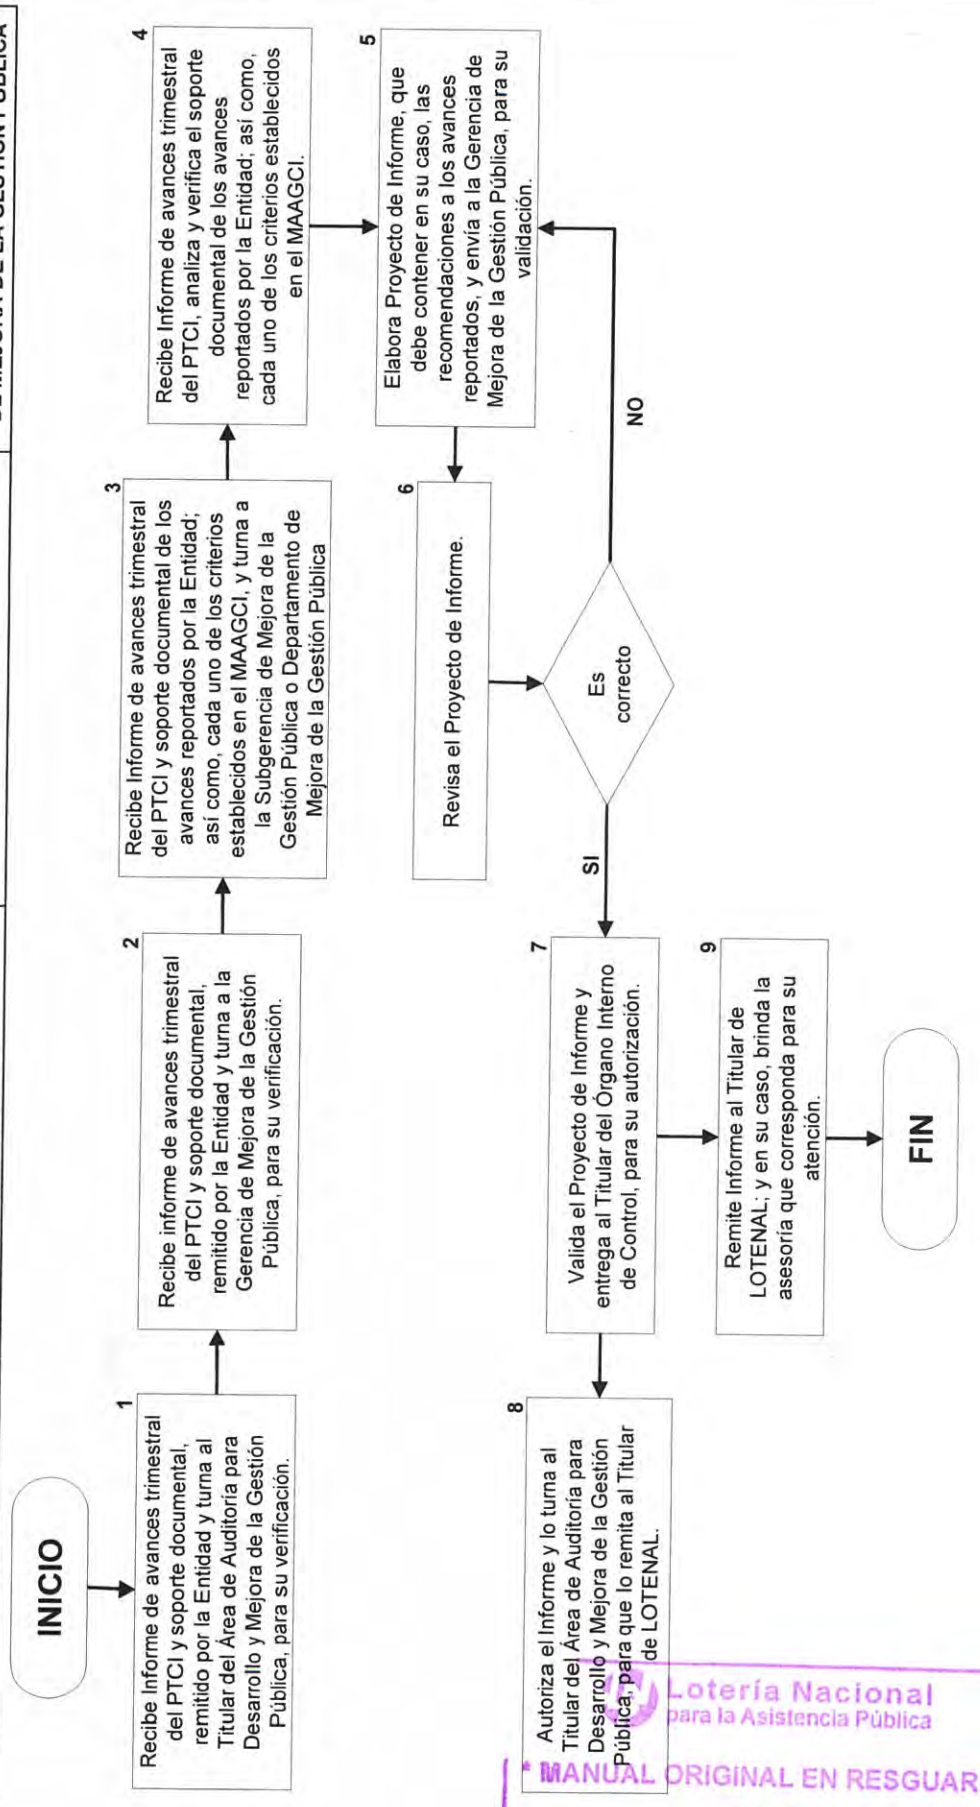 DE MEJORA DE LA GESTIÓN PÚBLICA
INICIO
1
Recibe Informe de avances trimestral
del PTCI y soporte documental,
remitido por la Entidad y turna al
Titular del Área de Auditoría para
Desarrollo y Mejora de la Gestión
Pública, para su verificación.
2
Recibe informe de avances trimestral
del PTCI y soporte documental,
remitido por la Entidad y turna a la
Gerencia de Mejora de la Gestión
Pública, para su verificación.
3
Recibe Informe de avances trimestral
del PTCI y soporte documental de los
avances reportados por la Entidad;
así como, cada uno de los criterios
establecidos en el MAAGCI, y turna a
la Subgerencia de Mejora de la
Gestión Pública o Departamento de
Mejora de la Gestión Pública
4
Recibe Informe de avances trimestral
del PTCI, analiza y verifica el soporte
documental de los avances
reportados por la Entidad; así como,
cada uno de los criterios establecidos
en el MAAGCI.
5
Elabora Proyecto de Informe, que
debe contener en su caso, las
recomendaciones a los avances
reportados, y envía a la Gerencia de
Mejora de la Gestión Pública, para su
validación.
6
Revisa el Proyecto de Informe.
Es
correcto
NO
SI
7
Valida el Proyecto de Informe y
entrega al Titular del Órgano Interno
de Control, para su autorización.
8
Autoriza el Informe y lo turna al
Titular del Área de Auditoría para
Desarrollo y Mejora de la Gestión
Pública, para que lo remita al Titular
de LOTENAL.
9
Remite Informe al Titular de
LOTENAL; y en su caso, brinda la
asesoría que corresponda para su
atención.
FIN
Lotería Nacional
para la Asistencia Pública
* MANUAL ORIGINAL EN RESGUAR